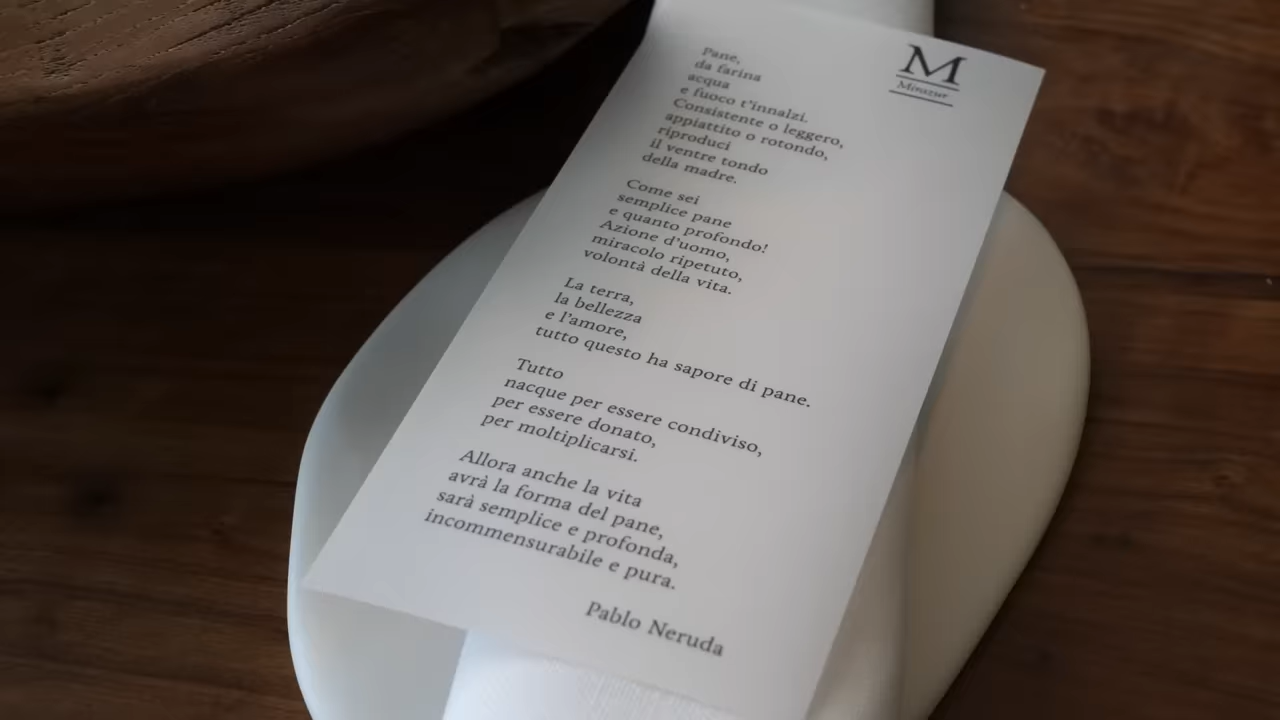 M
Mirazur
Pane,
da farina
acqua
e fuoco t'innalzi.
Consistente o leggero,
appiattito o rotondo,
riproduci
il ventre tondo
della madre.
Come sei
semplice pane
e quanto profondo!
Azione d'uomo,
miracolo ripetuto,
volontà della vita.
La terra,
la bellezza
e l'amore,
tutto questo ha sapore di pane.
Tutto
nacque per essere condiviso,
per essere donato,
per moltiplicarsi.
Allora anche la vita
avrà la forma del pane,
sarà semplice e profonda,
incommensurabile e pura.
Pablo Neruda